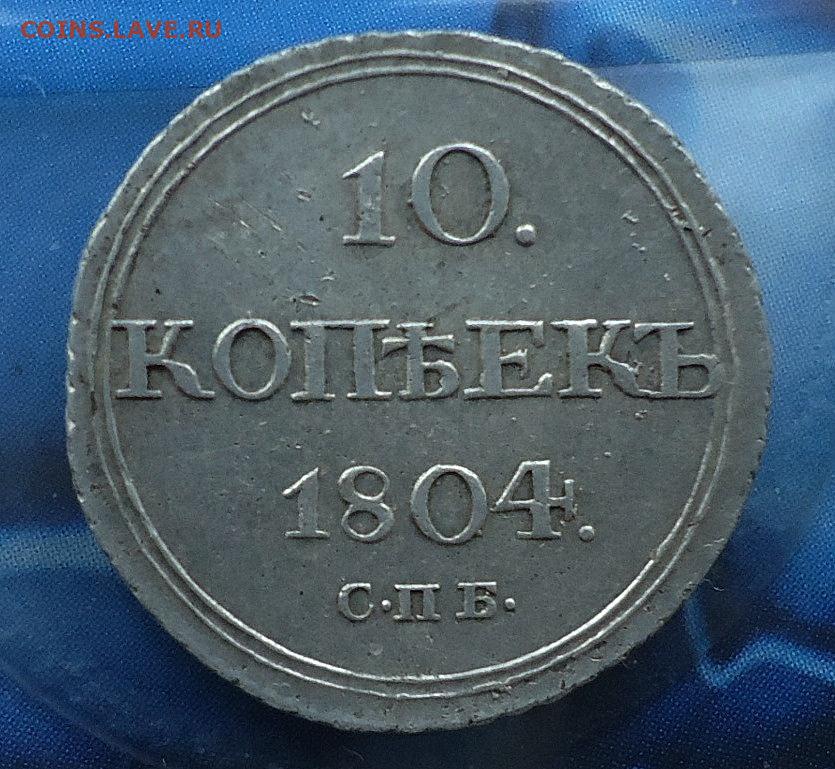 COINS.LAVE.RU
10.
КОПѢЕКЪ
1804.
С·П Б·